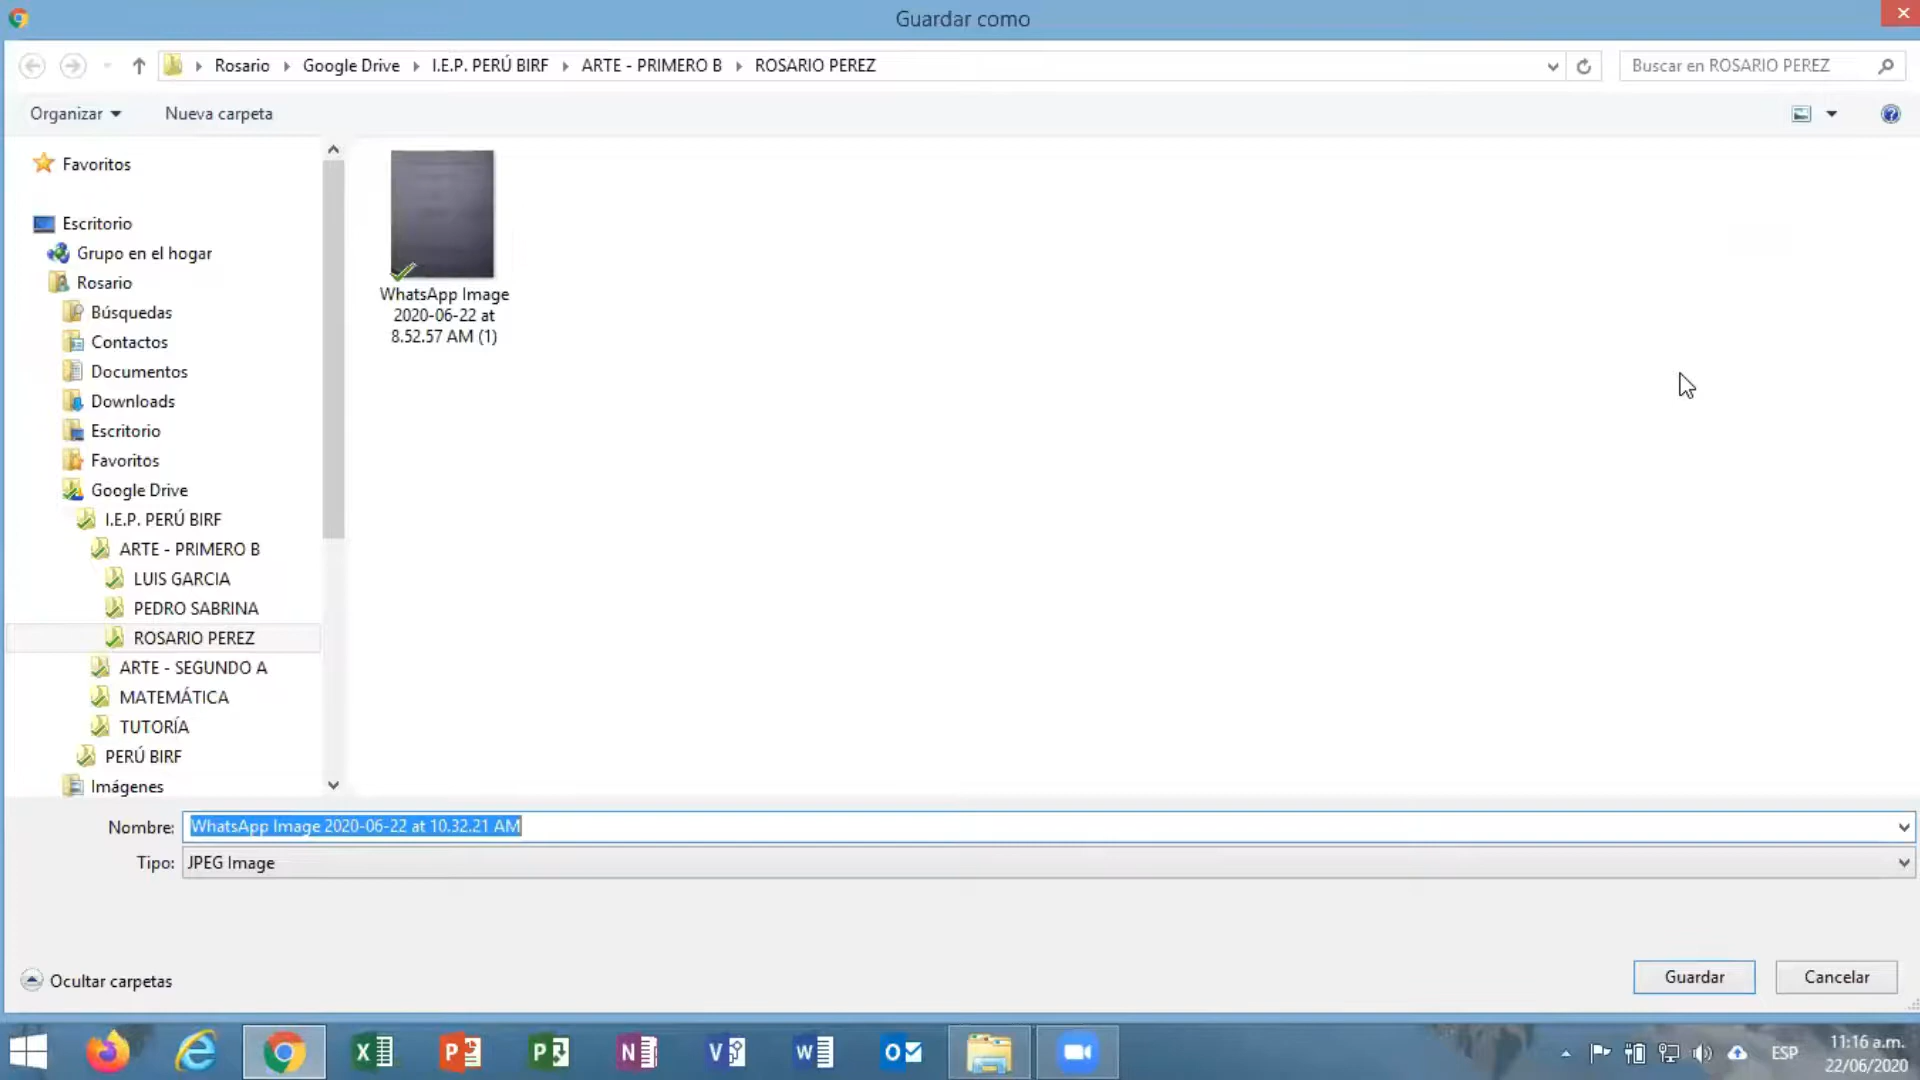 Guardar como
Rosario Google Drive I.E.P. PERÚ BIRF ARTE - PRIMERO B ROSARIO PEREZ
Buscar en ROSARIO PEREZ
Organizar
Nueva carpeta
Favoritos
Escritorio
Grupo en el hogar
Rosario
Búsquedas
Contactos
Documentos
Downloads
Escritorio
Favoritos
Google Drive
I.E.P. PERÚ BIRF
ARTE - PRIMERO B
LUIS GARCIA
PEDRO SABRINA
ROSARIO PEREZ
ARTE - SEGUNDO A
MATEMÁTICA
TUTORÍA
PERÚ BIRF
Imágenes
WhatsApp Image
2020-06-22 at
8.52.57 AM (1)
Nombre: WhatsApp Image 2020-06-22 at 10.32.21 AM
Tipo: JPEG Image
Ocultar carpetas
Guardar
Cancelar
ESP
11:16 a.m.
22/06/2020